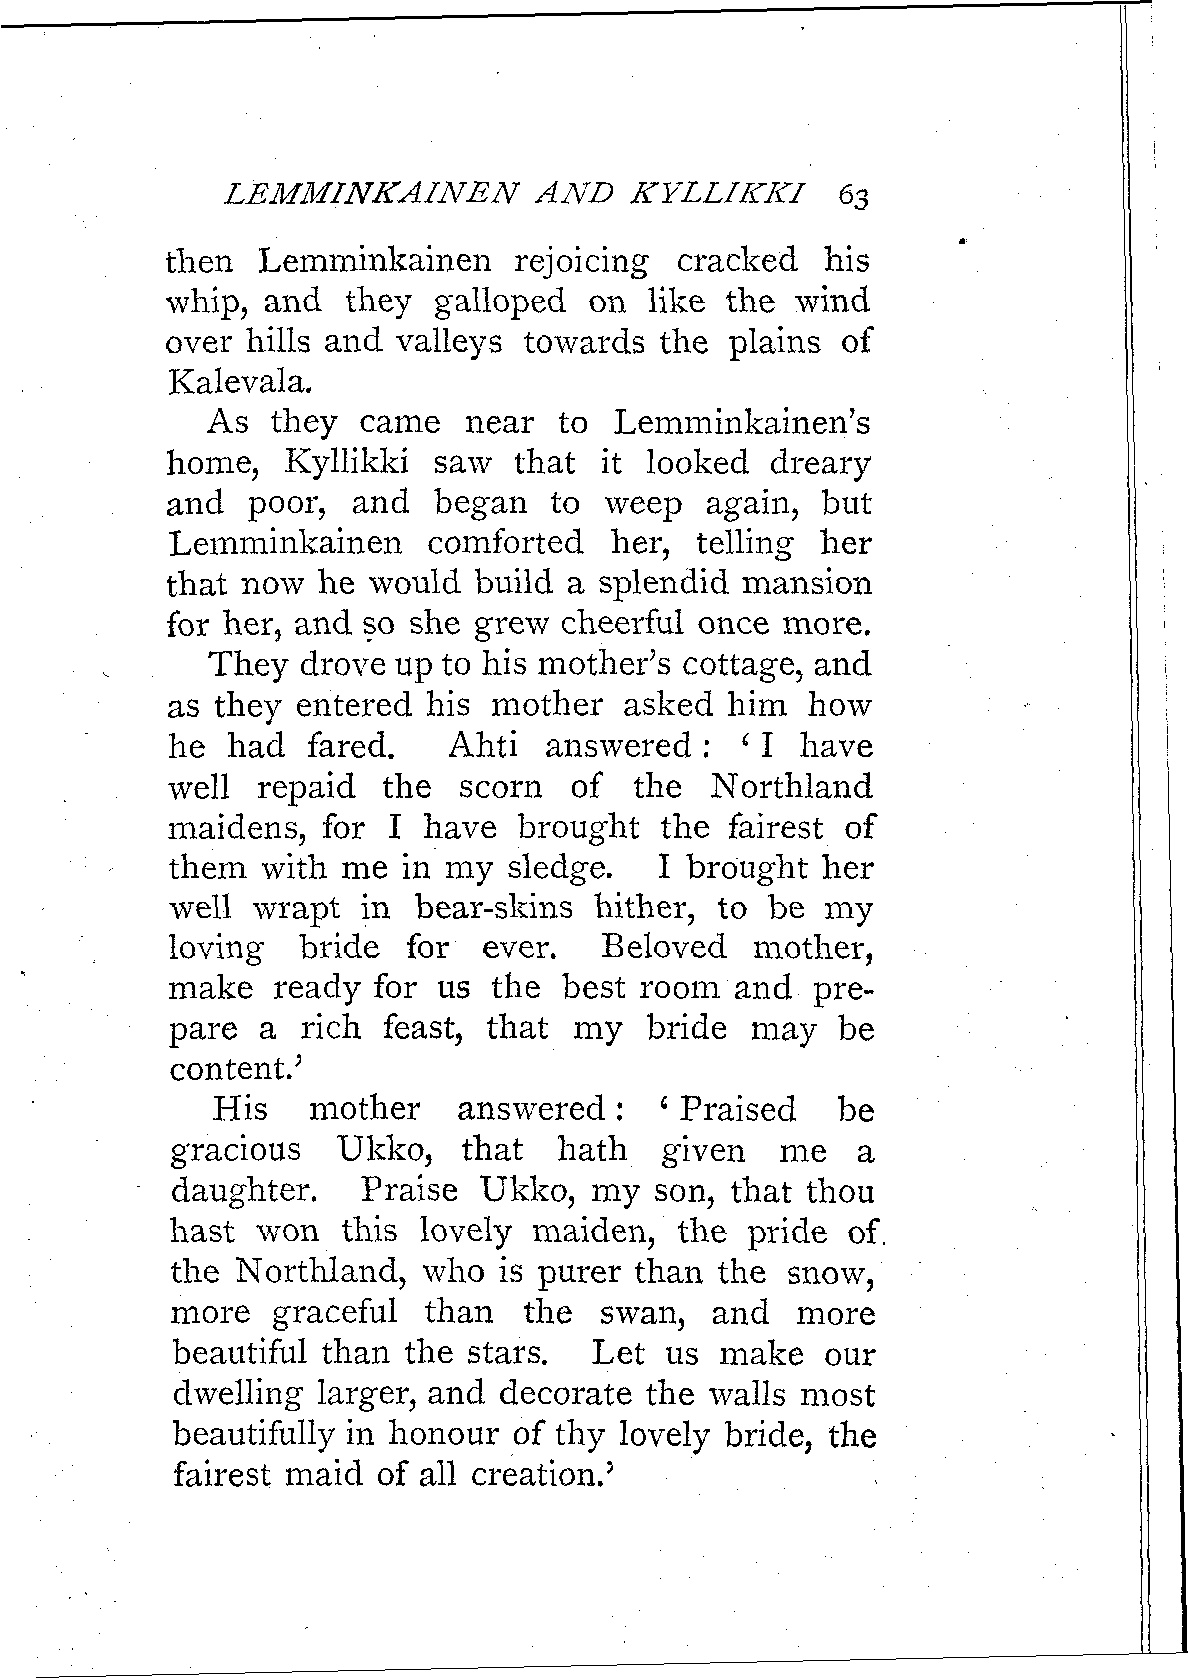 LEMMINKAINEN AND KYLLIKKI 63
then Lemminkainen rejoicing cracked his
whip, and they galloped on like the wind
over hills and valleys towards the plains of
Kalevala.
As they came near to Lemminkainen's
home, Kyllikki saw that it looked dreary
and poor, and began to weep again, but
Lemminkainen comforted her, telling her
that now he would build a splendid mansion
for her, and so she grew cheerful once more.
They drove up to his mother's cottage, and
as they entered his mother asked him how
he had fared. Ahti answered : ‘ I have
well repaid the scorn of the Northland
maidens, for I have brought the fairest of
them with me in my sledge. I brought her
well wrapt in bear-skins hither, to be my
loving bride for ever. Beloved mother,
make ready for us the best room and pre-
pare a rich feast, that my bride may be
content.’
His mother answered : ‘ Praised be
gracious Ukko, that hath given me a
daughter. Praise Ukko, my son, that thou
hast won this lovely maiden, the pride of
the Northland, who is purer than the snow,
more graceful than the swan, and more
beautiful than the stars. Let us make our
dwelling larger, and decorate the walls most
beautifully in honour of thy lovely bride, the
fairest maid of all creation.’